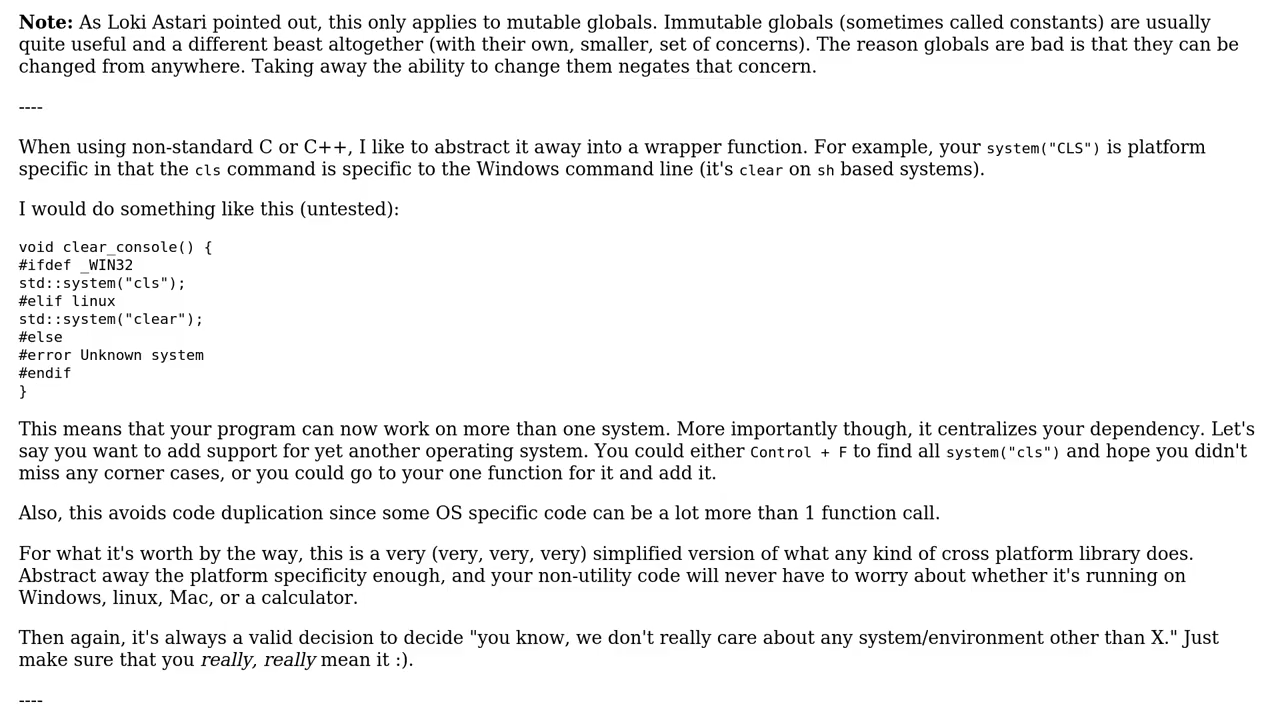 Note: As Loki Astari pointed out, this only applies to mutable globals. Immutable globals (sometimes called constants) are usually
quite useful and a different beast altogether (with their own, smaller, set of concerns). The reason globals are bad is that they can be
changed from anywhere. Taking away the ability to change them negates that concern.
----
When using non-standard C or C++, I like to abstract it away into a wrapper function. For example, your system("CLS") is platform
specific in that the cls command is specific to the Windows command line (it's clear on sh based systems).
I would do something like this (untested):
void clear_console() {
#ifdef _WIN32
std::system("cls");
#elif linux
std::system("clear");
#else
#error Unknown system
#endif
}
This means that your program can now work on more than one system. More importantly though, it centralizes your dependency. Let's
say you want to add support for yet another operating system. You could either Control + F to find all system("cls") and hope you didn't
miss any corner cases, or you could go to your one function for it and add it.
Also, this avoids code duplication since some OS specific code can be a lot more than 1 function call.
For what it's worth by the way, this is a very (very, very, very) simplified version of what any kind of cross platform library does.
Abstract away the platform specificity enough, and your non-utility code will never have to worry about whether it's running on
Windows, linux, Mac, or a calculator.
Then again, it's always a valid decision to decide "you know, we don't really care about any system/environment other than X." Just
make sure that you really, really mean it :).
----